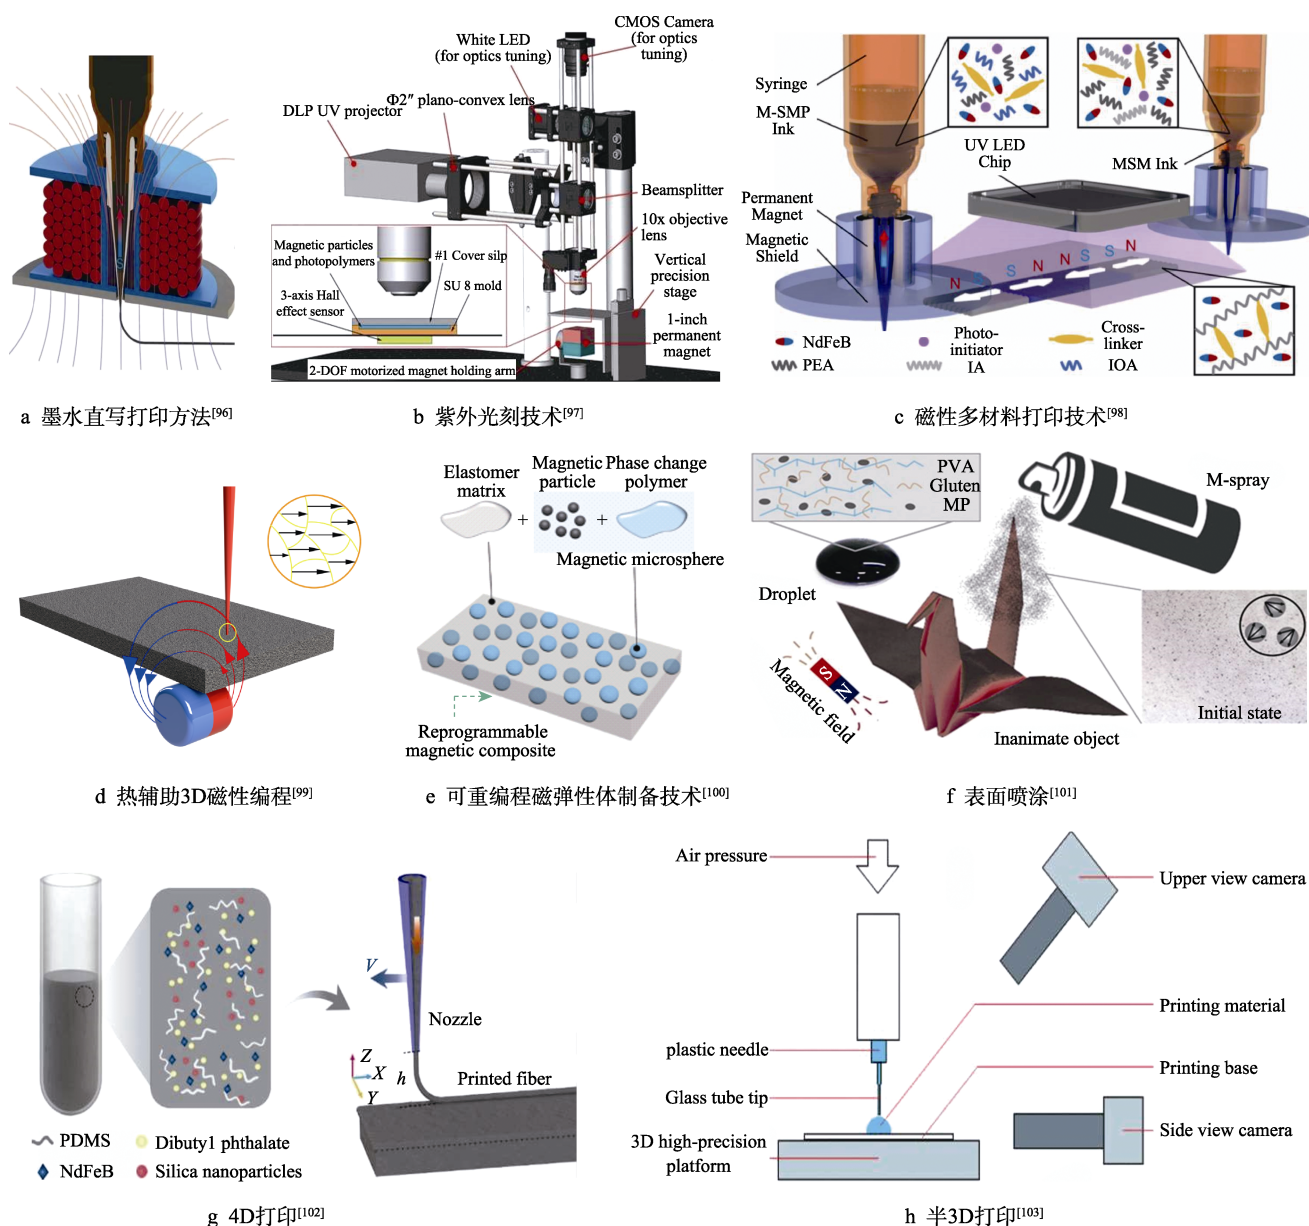 N
S
a 墨水直写打印方法[96]
White LED
(for optics tuning)
CMOS Camera
(for optics
tuning)
Φ2″ plano-convex lens
DLP UV projector
Beamsplitter
10x objective
lens
Vertical
precision
stage
1-inch
permanent
magnet
Magnetic particles
and photopolymers
#1 Cover silp
SU 8 mold
3-axis Hall
effect sensor
2-DOF motorized magnet holding arm
b 紫外光刻技术[97]
Syringe
M-SMP
Ink
UV LED
Chip
MSM Ink
Permanent
Magnet
Magnetic
Shield
N S S N N S S N
NdFeB
Photo-
initiator
Cross-
linker
PEA
IA
IOA
c 磁性多材料打印技术[98]
d 热辅助3D磁性编程[99]
Elastomer
matrix
Magnetic
particle
Phase change
polymer
+
+
Magnetic microsphere
Reprogrammable
magnetic composite
e 可重编程磁弹性体制备技术[100]
PVA
Gluten
MP
M-spray
Droplet
S N
Magnetic field
Inanimate object
Initial state
f 表面喷涂[101]
V
Nozzle
Z
X
Y
h
Printed fiber
PDMS
Dibuty1 phthalate
NdFeB
Silica nanoparticles
g 4D打印[102]
Air pressure
Upper view camera
Printing material
plastic needle
Printing base
Glass tube tip
3D high-precision
platform
Side view camera
h 半3D打印[103]